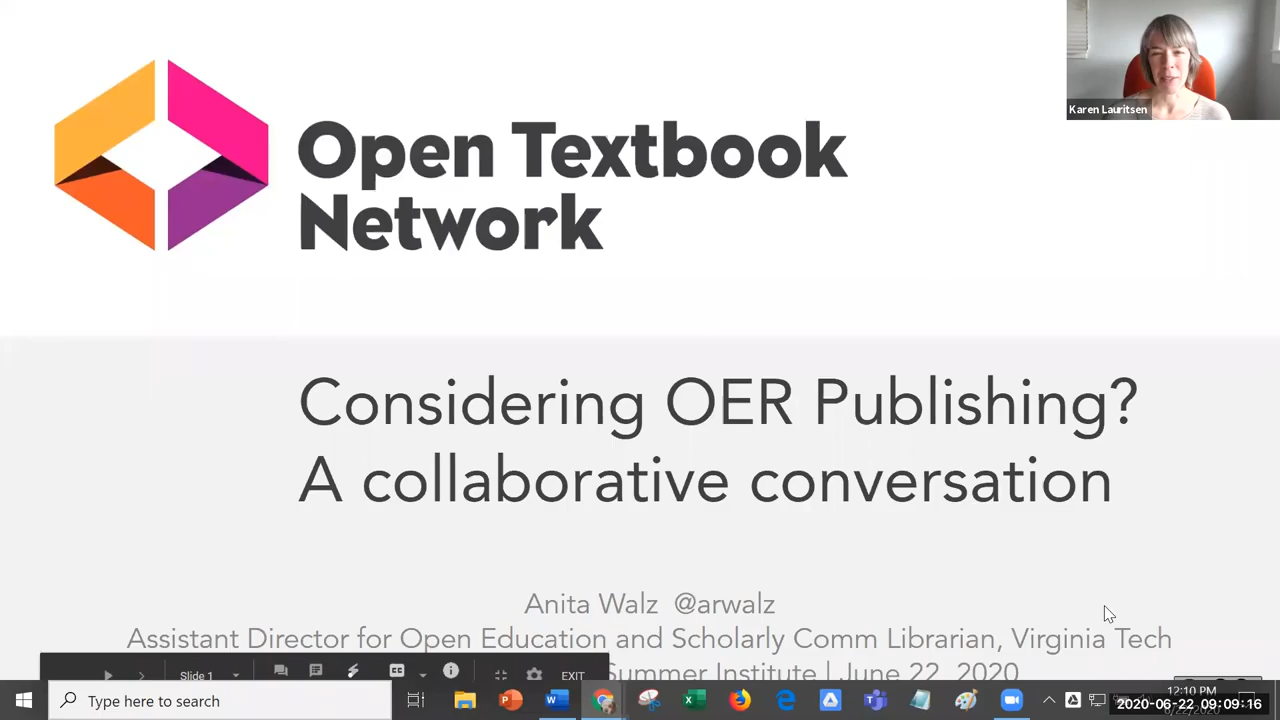 Karen Lauritsen
Open Textbook
Network
Considering OER Publishing?
A collaborative conversation
Anita Walz @arwalz
Assistant Director for Open Education and Scholarly Comm Librarian, Virginia Tech
Summer Institute | June 22, 2020
Slide 1
EXIT
Type here to search
12:10 PM
2020-06-22 09:09:16